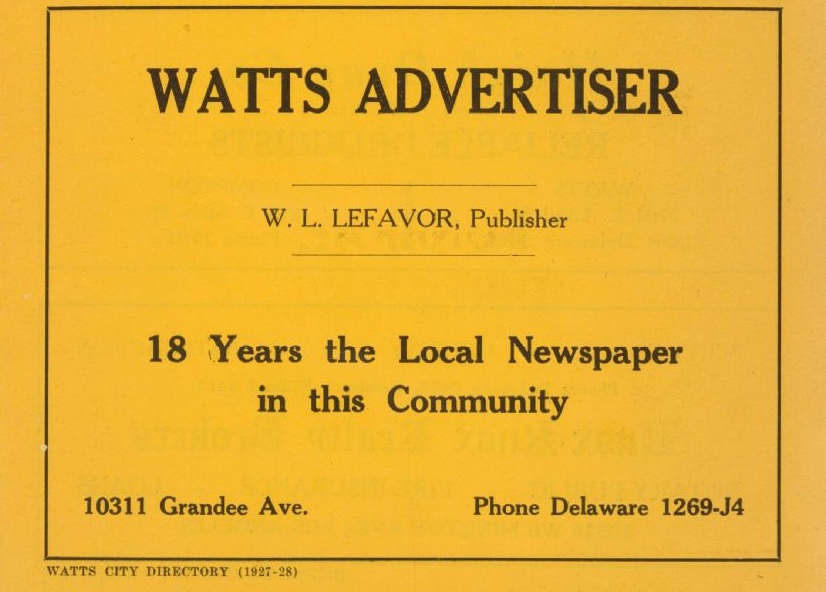 WATTS ADVERTISER
W. L. LEFAVOR, Publisher
18 Years the Local Newspaper
in this Community
10311 Grandee Ave. Phone Delaware 1269-J4
WATTS CITY DIRECTORY (1927-28)